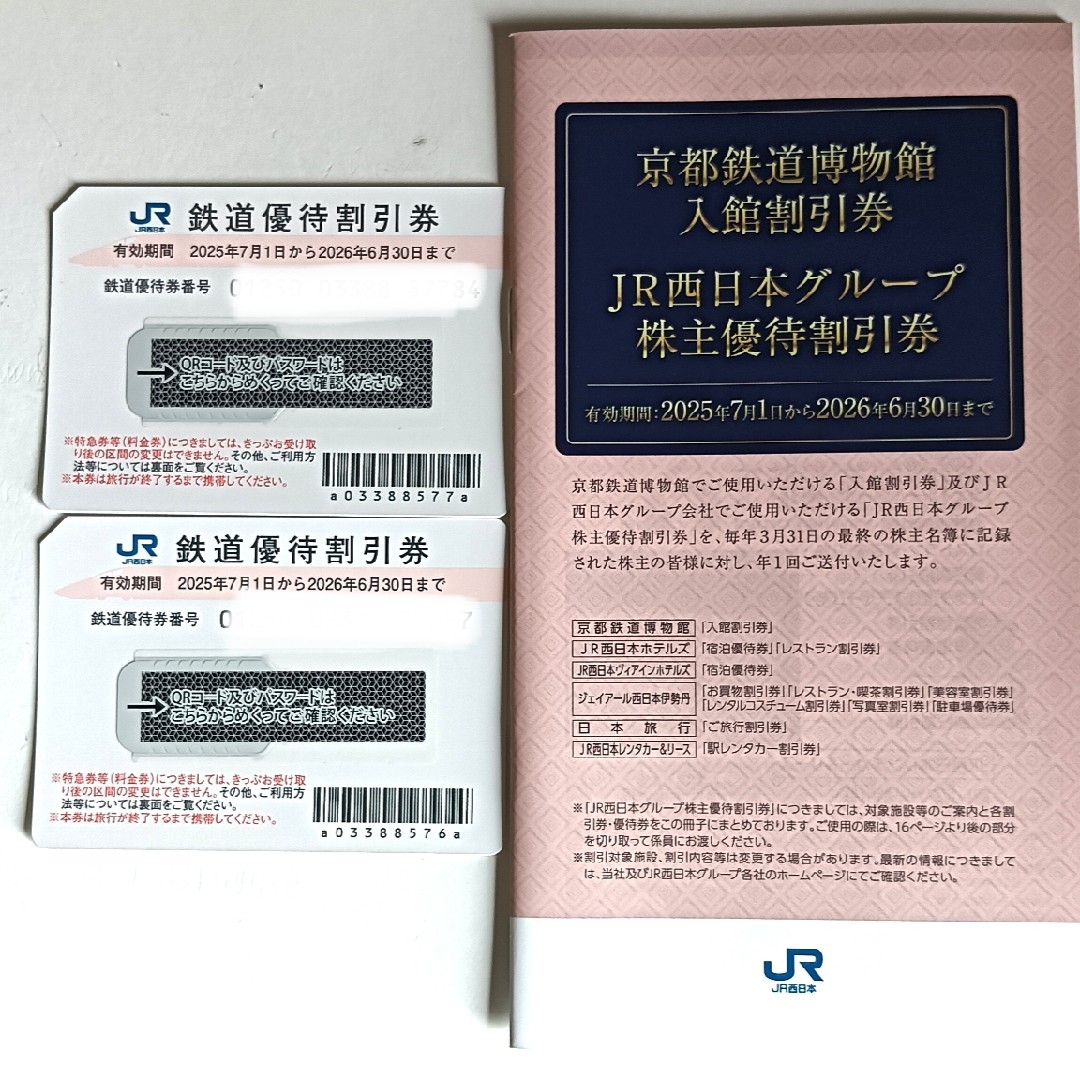 JR
JR西日本
鉄道優待割引券
有効期間 2025年7月1日から2026年6月30日まで
鉄道優待券番号
QRコード及びパスワードは
こちらからめくってご確認ください
※特急券等(料金券)につきましては、きっぷお受け取
り後の区間の変更はできません。その他、ご利用方
法等については裏面をご覧ください。
※本券は旅行が終了するまで携帯してください。
a03388577a
JR
JR西日本
鉄道優待割引券
有効期間 2025年7月1日から2026年6月30日まで
鉄道優待券番号
QRコード及びパスワードは
こちらからめくってご確認ください
※特急券等(料金券)につきましては、きっぷお受け取
り後の区間の変更はできません。その他、ご利用方
法等については裏面をご覧ください。
※本券は旅行が終了するまで携帯してください。
a03388576a
京都鉄道博物館
入館割引券
JR西日本グループ
株主優待割引券
有効期間:2025年7月1日から2026年6月30日まで
京都鉄道博物館でご使用いただける「入館割引券」及びJR
西日本グループ会社でご使用いただける「JR西日本グループ
株主優待割引券」を、毎年3月31日の最終の株主名簿に記録
された株主の皆様に対し、年1回ご送付いたします。
京都鉄道博物館 「入館割引券」
JR西日本ホテルズ 「宿泊優待券」「レストラン割引券」
JR西日本ヴィアインホテルズ 「宿泊優待券」
ジェイアール西日本伊勢丹 「お買物割引券」「レストラン・喫茶割引券」「美容室割引券」
「レンタルコスチューム割引券」「写真室割引券」「駐車場優待券」
日本旅行 「ご旅行割引券」
JR西日本レンタカー&リース 「駅レンタカー割引券」
※「JR西日本グループ株主優待割引券」につきましては、対象施設等のご案内と各割
引券・優待券をこの冊子にまとめております。ご使用の際は、16ページより後の部分
を切り取って係員にお渡しください。
※割引対象施設、割引内容等は変更する場合があります。最新の情報につきまして
は、当社及びJR西日本グループ各社のホームページにてご確認ください。
JR
JR西日本